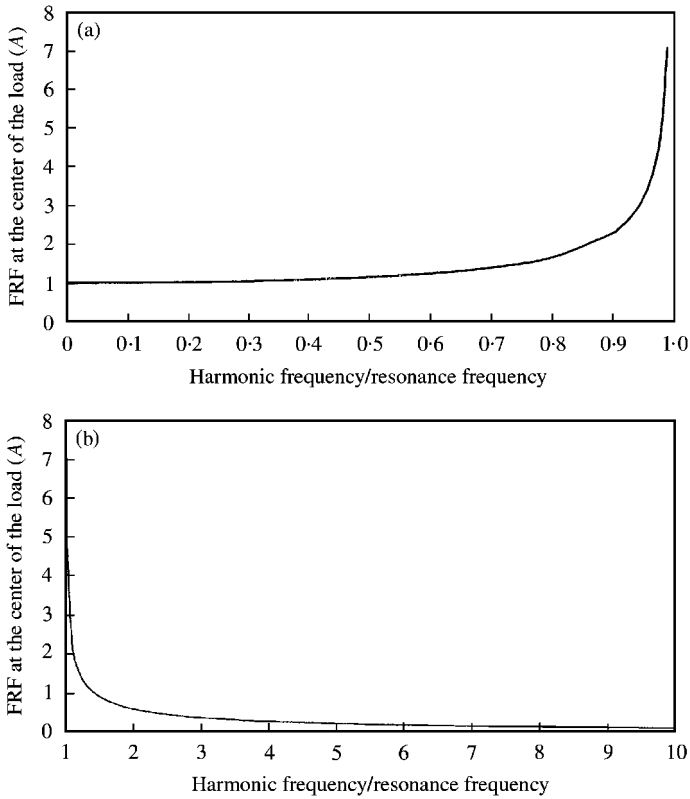 (a)
FRF at the center of the load (A)
8
7
6
5
4
3
2
1
0
0 0·1 0·2 0·3 0·4 0·5 0·6 0·7 0·8 0·9 1·0
Harmonic frequency/resonance frequency
(b)
FRF at the center of the load (A)
8
7
6
5
4
3
2
1
0
1 2 3 4 5 6 7 8 9 10
Harmonic frequency/resonance frequency